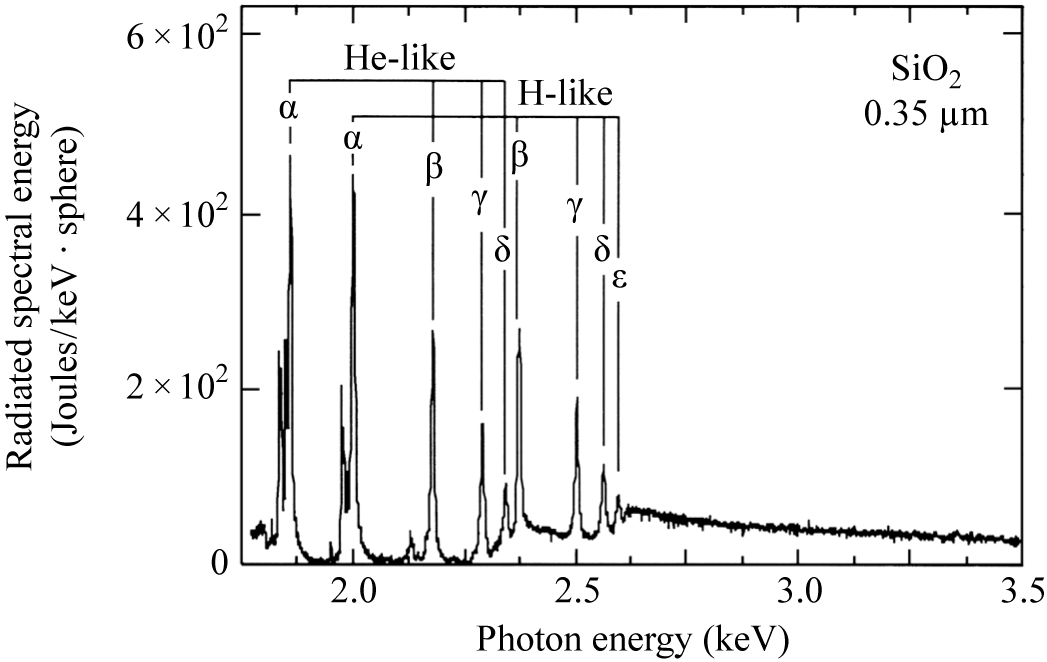 6 × 10²
He-like
H-like
SiO₂
0.35 µm
α
α
β
β
γ
γ
δ
δ
ε
4 × 10²
2 × 10²
0
2.0
2.5
3.0
3.5
Photon energy (keV)
Radiated spectral energy
(Joules/keV · sphere)